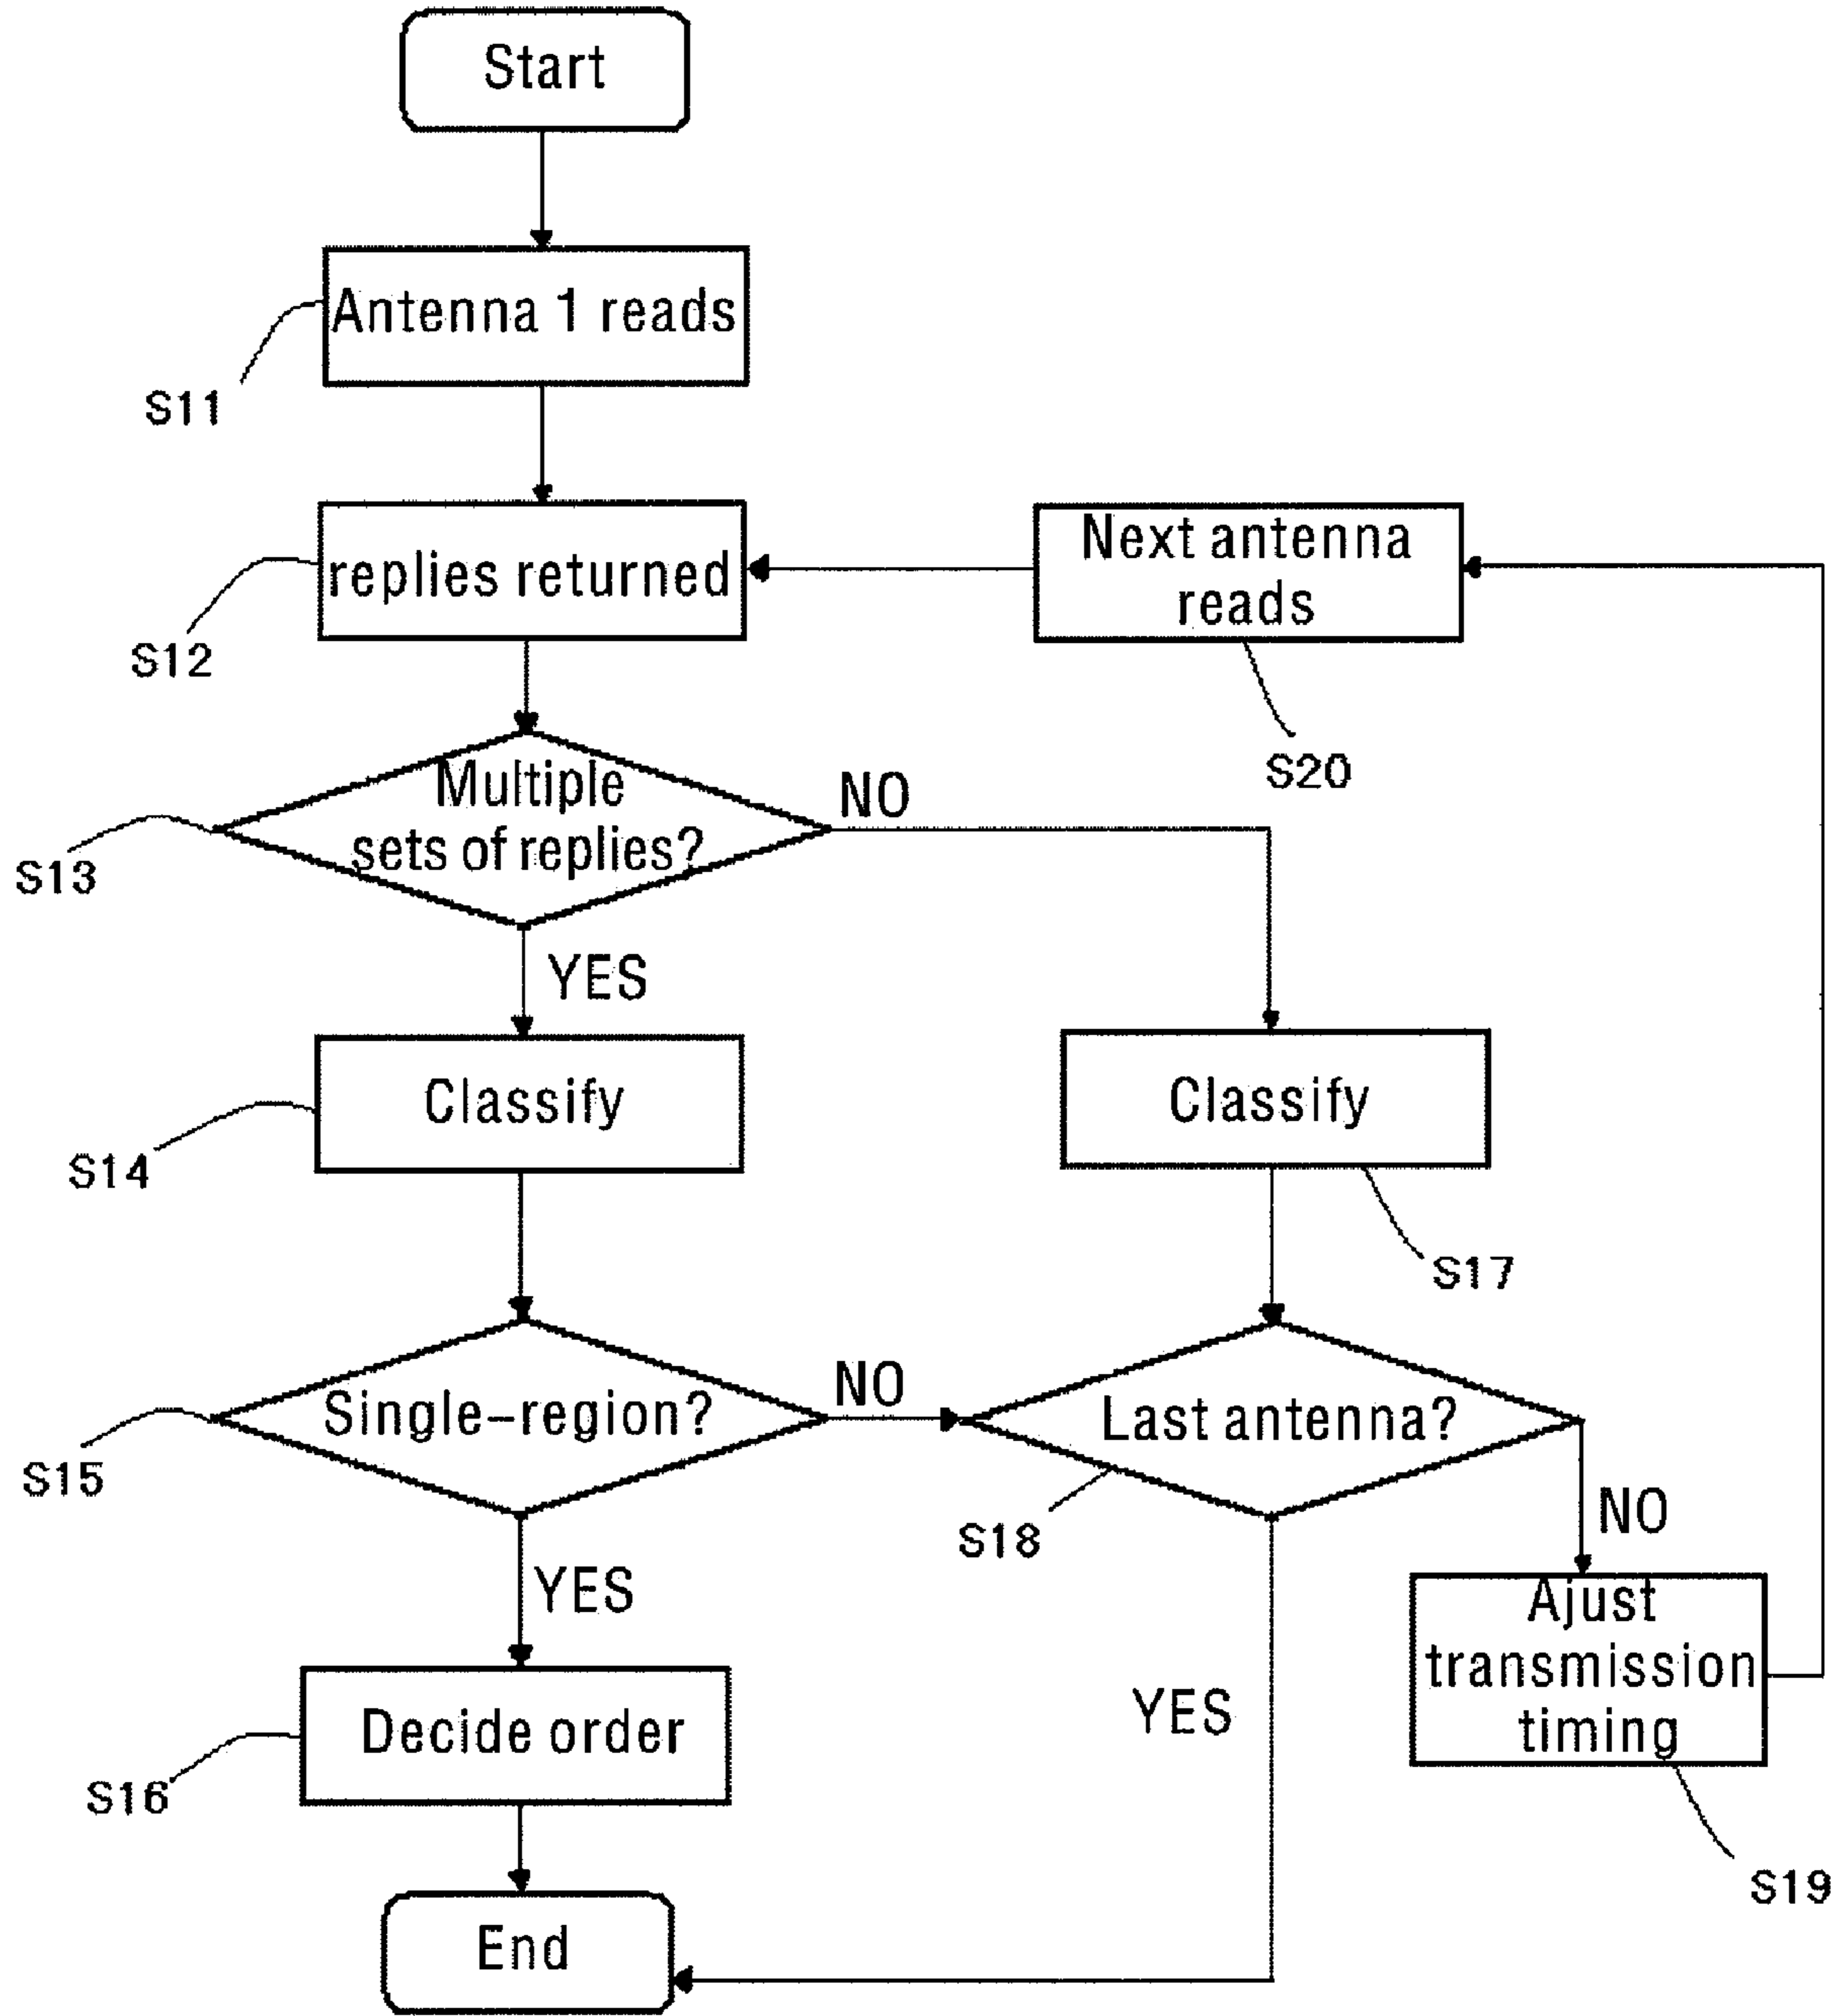 Start
Antenna 1 reads
S11
replies returned
S12
Next antenna
reads
S20
Multiple
sets of replies?
NO
S13
YES
Classify
S14
Classify
S17
Single-region?
NO
S15
Last antenna?
S18
NO
YES
Decide order
S16
YES
Ajust
transmission
timing
S19
End